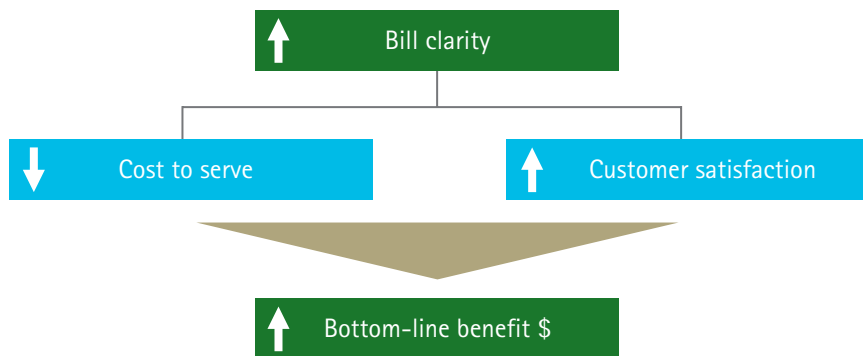 Bill clarity
Cost to serve
Customer satisfaction
Bottom-line benefit $